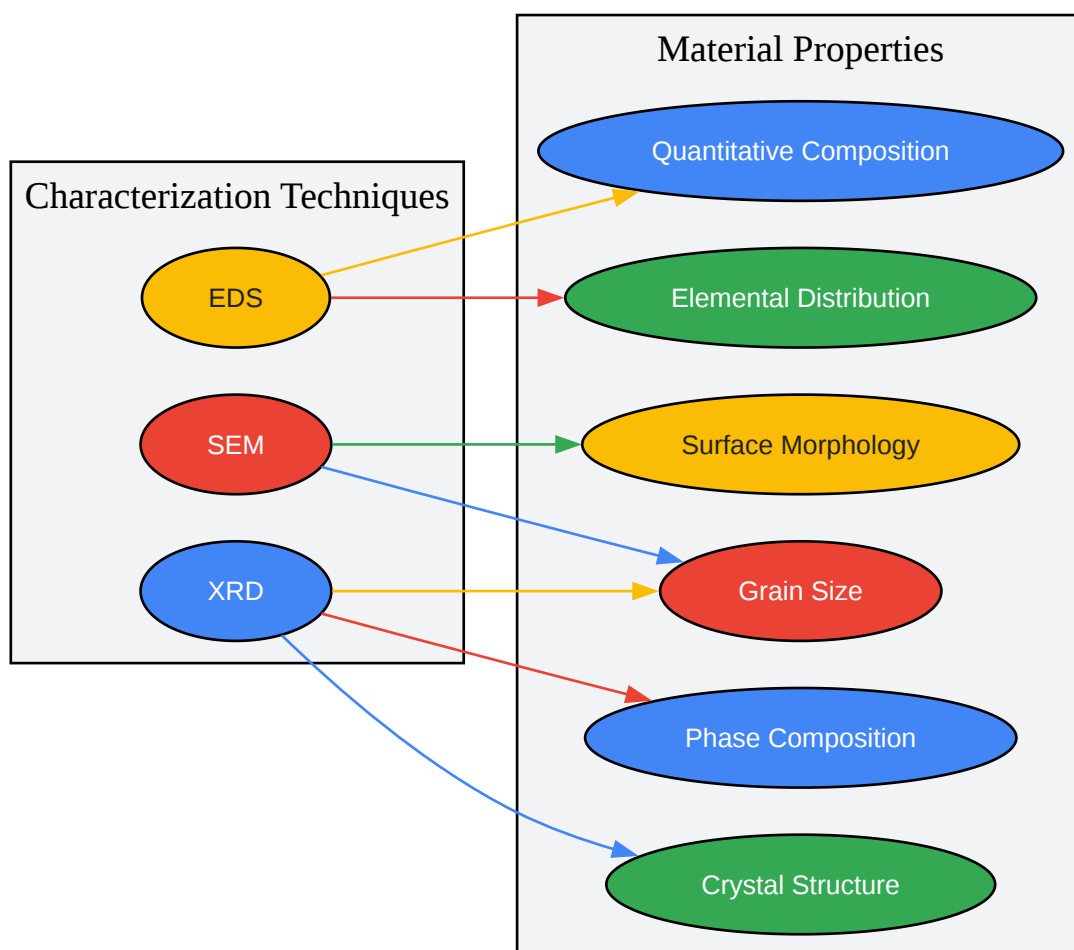 Characterization Techniques
EDS
SEM
XRD
Material Properties
Quantitative Composition
Elemental Distribution
Surface Morphology
Grain Size
Phase Composition
Crystal Structure